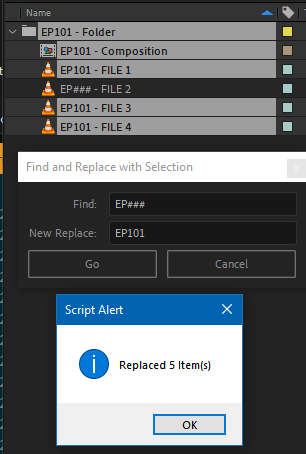 Name
EP101 - Folder
EP101 - Composition
EP101 - FILE 1
EP### - FILE 2
EP101 - FILE 3
EP101 - FILE 4
Find and Replace with Selection
Find: EP###
New Replace: EP101
Go Cancel
Script Alert
Replaced 5 Item(s)
OK